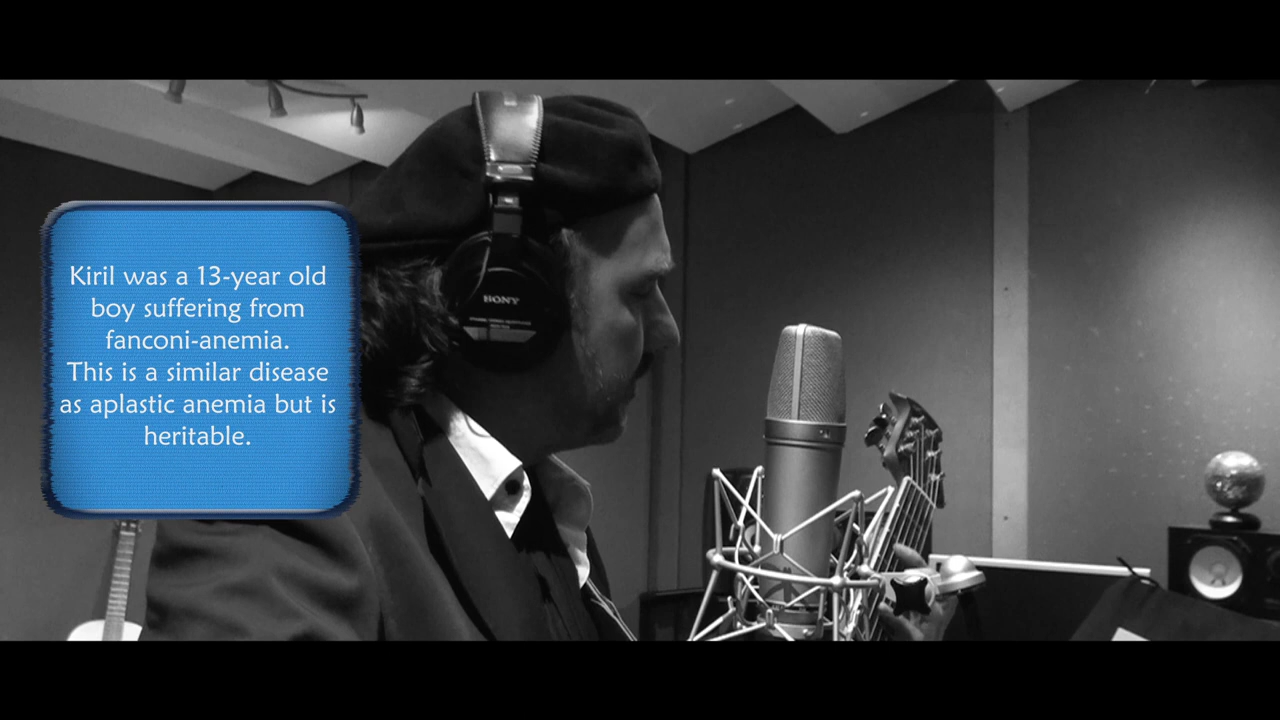 Kiril was a 13-year old
boy suffering from
fanconi-anemia.
This is a similar disease
as aplastic anemia but is
heritable.
SONY